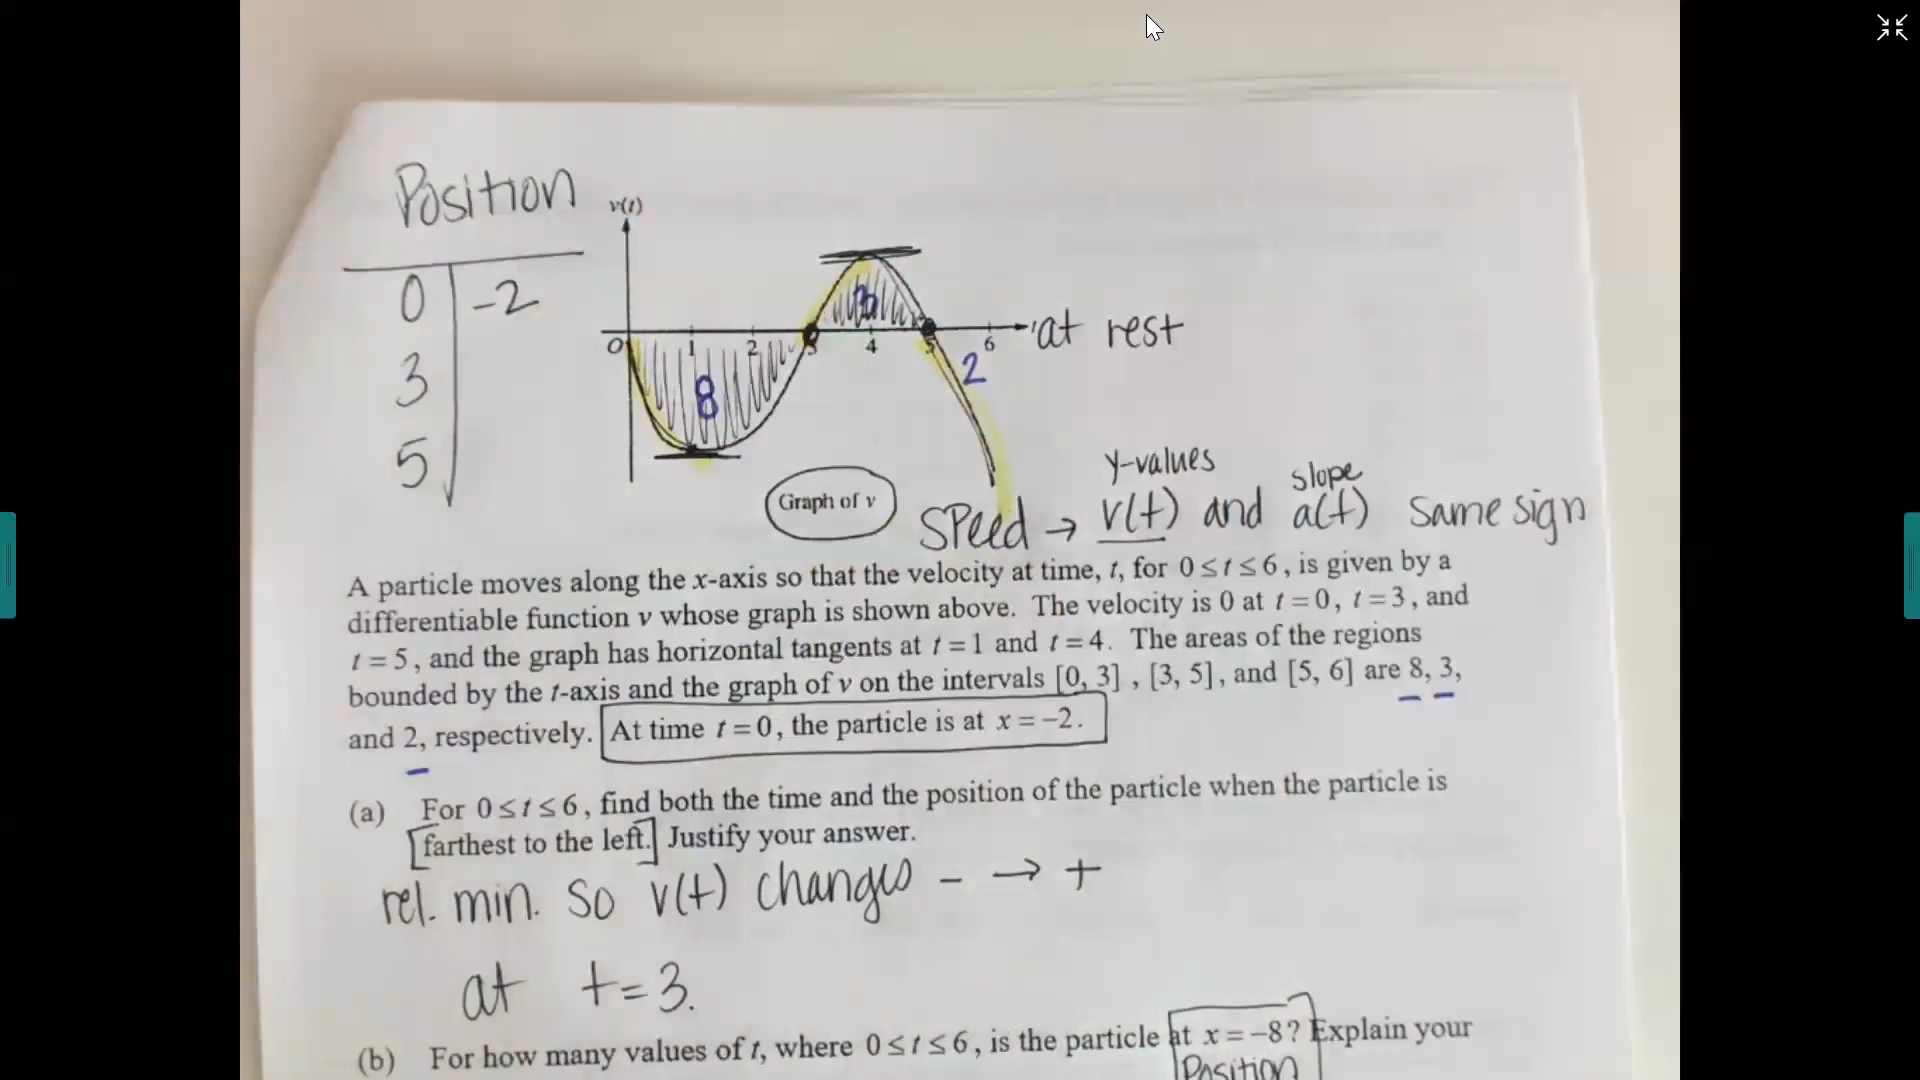 Position
v(t)
0 -2
3
5
3
O 1 2 3 4 5 6 at rest
2
8
y-values slope
Graph of v
Speed → v(t) and a(t) same sign
A particle moves along the x-axis so that the velocity at time, t, for 0 ≤ t ≤ 6, is given by a
differentiable function v whose graph is shown above. The velocity is 0 at t = 0, t = 3, and
t = 5, and the graph has horizontal tangents at t = 1 and t = 4. The areas of the regions
bounded by the t-axis and the graph of v on the intervals [0, 3], [3, 5], and [5, 6] are 8, 3,
and 2, respectively. At time t = 0, the particle is at x = -2.
(a) For 0 ≤ t ≤ 6, find both the time and the position of the particle when the particle is
farthest to the left. Justify your answer.
rel. min. so v(t) changes - → +
at t = 3.
(b) For how many values of t, where 0 ≤ t ≤ 6, is the particle at x = -8? Explain your
Position